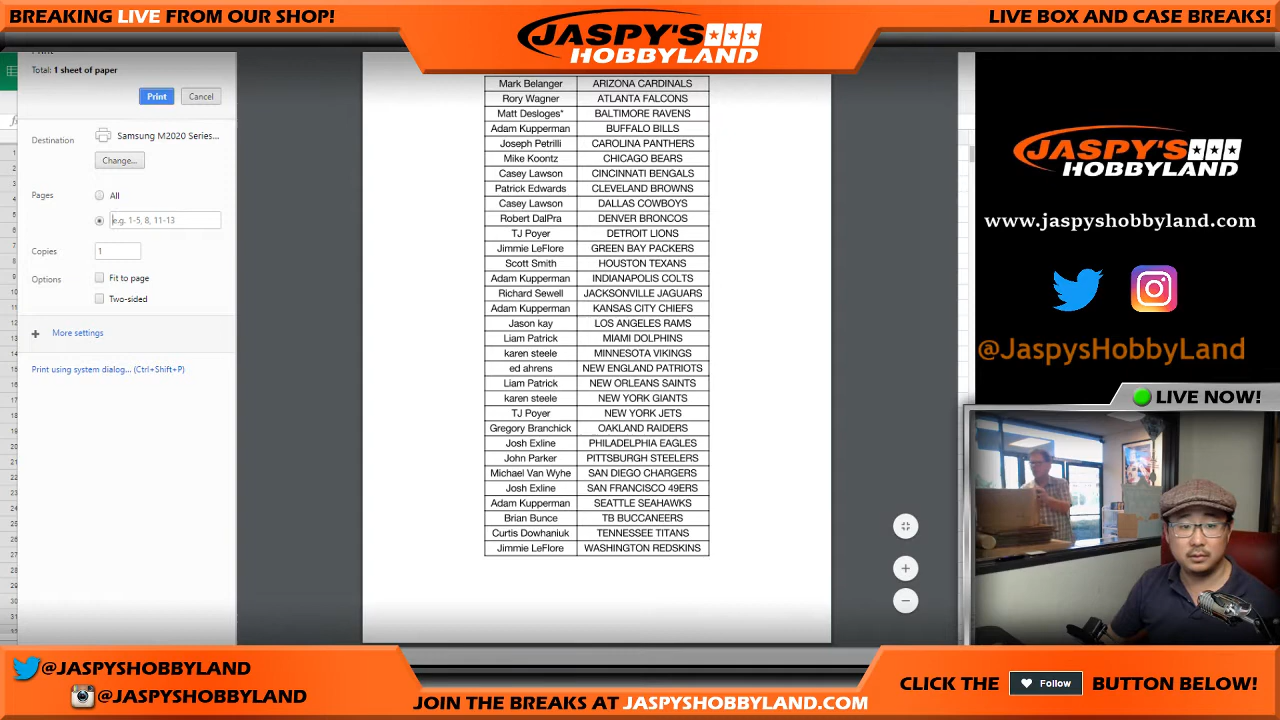 BREAKING LIVE FROM OUR SHOP!
JASPY'S
HOBBYLAND
LIVE BOX AND CASE BREAKS!
Total: 1 sheet of paper
Print
Cancel
Destination
Samsung M2020 Series...
Change...
Pages
All
e.g. 1-5, 8, 11-13
Copies
1
Options
Fit to page
Two-sided
More settings
Print using system dialog... (Ctrl+Shift+P)
Mark Belanger ARIZONA CARDINALS
Rory Wagner ATLANTA FALCONS
Matt Desloges* BALTIMORE RAVENS
Adam Kupperman BUFFALO BILLS
Joseph Petrilli CAROLINA PANTHERS
Mike Koontz CHICAGO BEARS
Casey Lawson CINCINNATI BENGALS
Patrick Edwards CLEVELAND BROWNS
Casey Lawson DALLAS COWBOYS
Robert DalPra DENVER BRONCOS
TJ Poyer DETROIT LIONS
Jimmie LeFlore GREEN BAY PACKERS
Scott Smith HOUSTON TEXANS
Adam Kupperman INDIANAPOLIS COLTS
Richard Sewell JACKSONVILLE JAGUARS
Adam Kupperman KANSAS CITY CHIEFS
Jason kay LOS ANGELES RAMS
Liam Patrick MIAMI DOLPHINS
karen steele MINNESOTA VIKINGS
ed ahrens NEW ENGLAND PATRIOTS
Liam Patrick NEW ORLEANS SAINTS
karen steele NEW YORK GIANTS
TJ Poyer NEW YORK JETS
Gregory Branchick OAKLAND RAIDERS
Josh Exline PHILADELPHIA EAGLES
John Parker PITTSBURGH STEELERS
Michael Van Wyhe SAN DIEGO CHARGERS
Josh Exline SAN FRANCISCO 49ERS
Adam Kupperman SEATTLE SEAHAWKS
Brian Bunce TB BUCCANEERS
Curtis Dowhaniuk TENNESSEE TITANS
Jimmie LeFlore WASHINGTON REDSKINS
JASPY'S
HOBBYLAND
www.jaspyshobbyland.com
@JaspysHobbyLand
LIVE NOW!
@JASPYSHOBBYLAND
@JASPYSHOBBYLAND
JOIN THE BREAKS AT JASPYSHOBBYLAND.COM
CLICK THE Follow BUTTON BELOW!